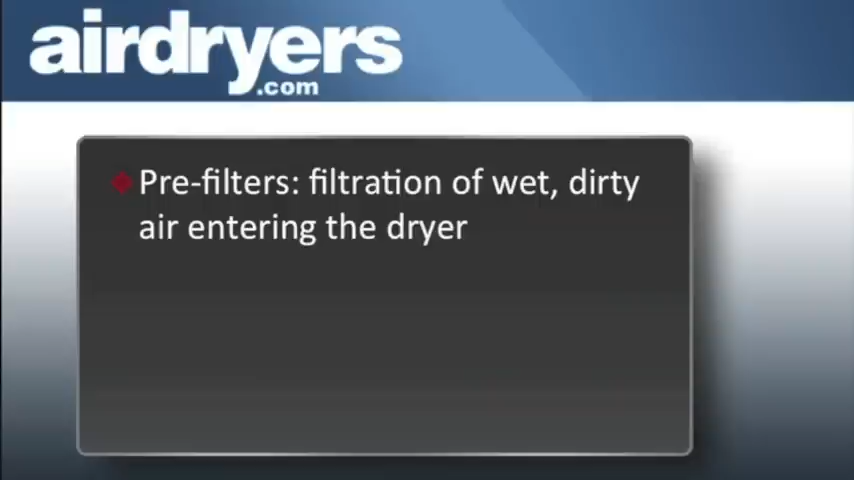 airdryers
.com
Pre-filters: filtration of wet, dirty
air entering the dryer